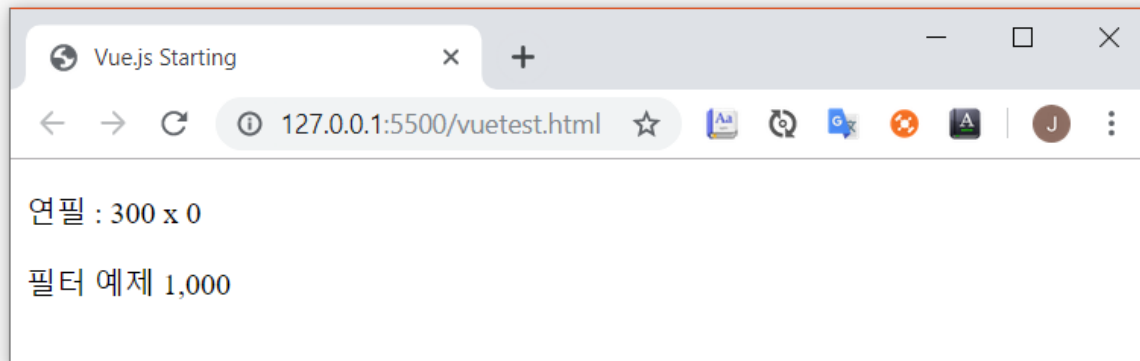 Vue.js Starting
127.0.0.1:5500/vuetest.html
Aa
G
A
J
연필 : 300 x 0
필터 예제 1,000